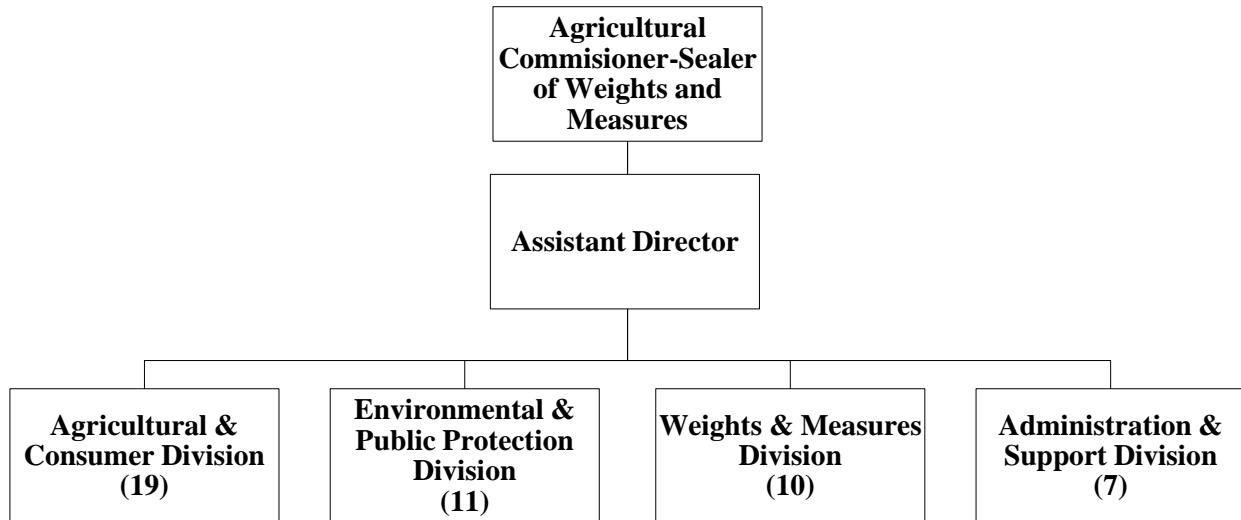 Agricultural
Commisioner-Sealer
of Weights and
Measures
Assistant Director
Agricultural &
Consumer Division
(19)
Environmental &
Public Protection
Division
(11)
Weights & Measures
Division
(10)
Administration &
Support Division
(7)